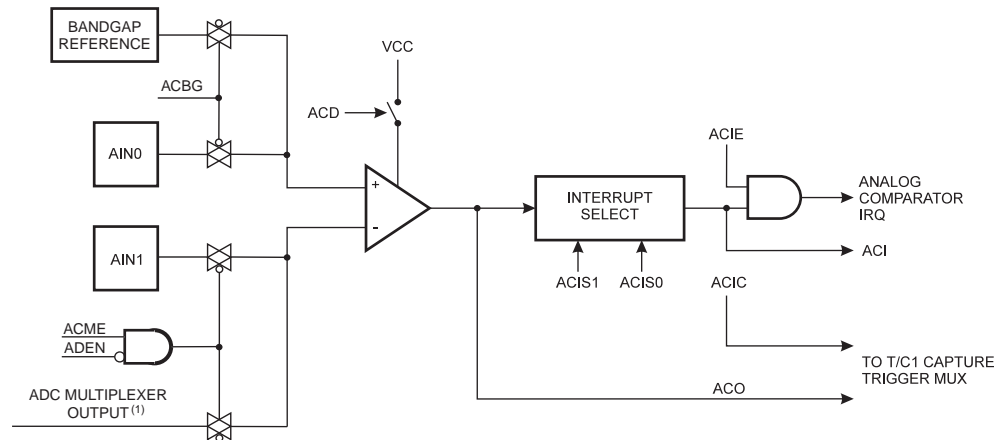 BANDGAP
REFERENCE
VCC
ACBG
ACD
AIN0
ACIE
+
-
INTERRUPT
SELECT
ANALOG
COMPARATOR
IRQ
AIN1
ACI
ACIS1 ACIS0 ACIC
ACME
ADEN
TO T/C1 CAPTURE
TRIGGER MUX
ADC MULTIPLEXER
OUTPUT (1)
ACO